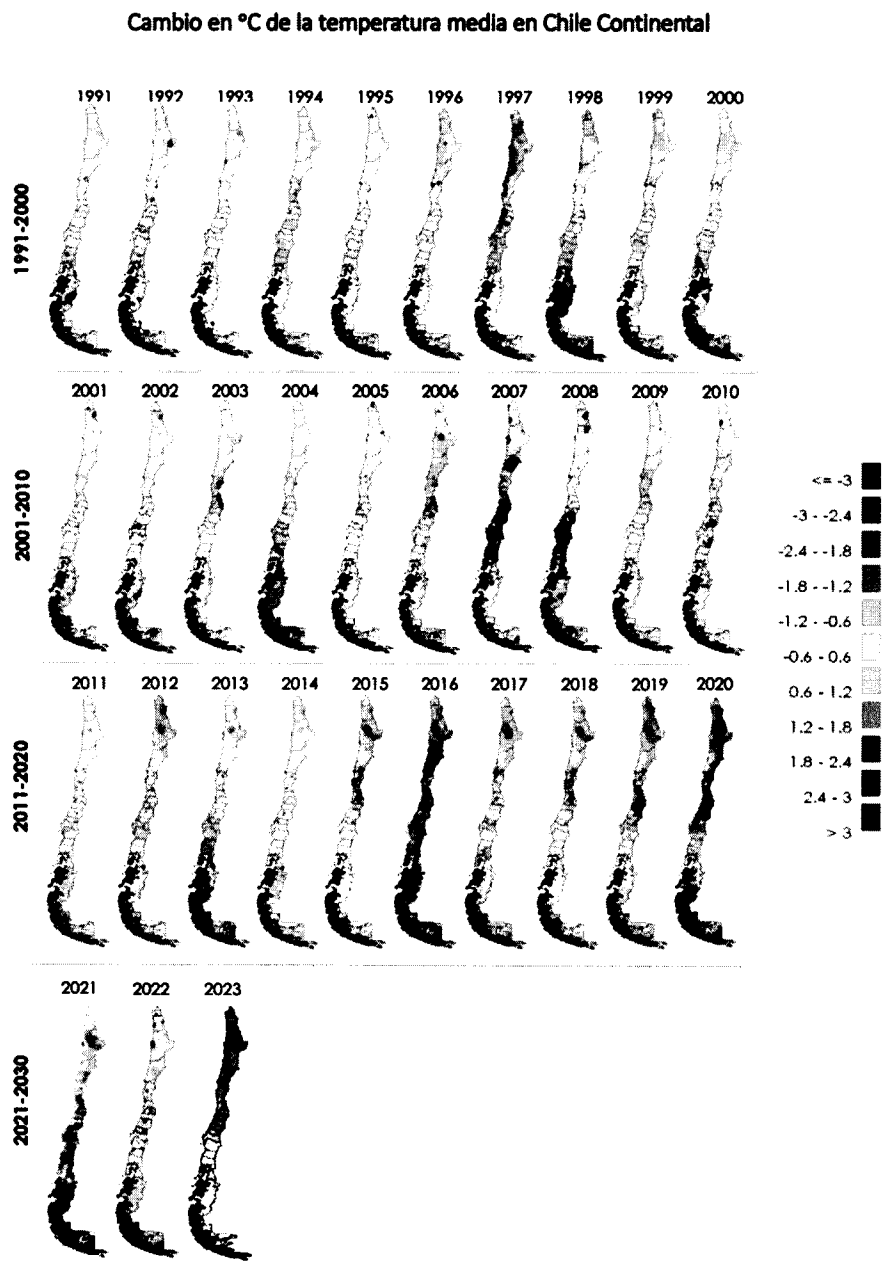 Cambio en ºC de la temperatura media en Chile Continental
1991-2000
1991 1992 1993 1994 1995 1996 1997 1998 1999 2000
2001-2010
2001 2002 2003 2004 2005 2006 2007 2008 2009 2010
2011-2020
2011 2012 2013 2014 2015 2016 2017 2018 2019 2020
2021-2030
2021 2022 2023
<= -3
-3 - -2.4
-2.4 - -1.8
-1.8 - -1.2
-1.2 - -0.6
-0.6 - 0.6
0.6 - 1.2
1.2 - 1.8
1.8 - 2.4
2.4 - 3
> 3